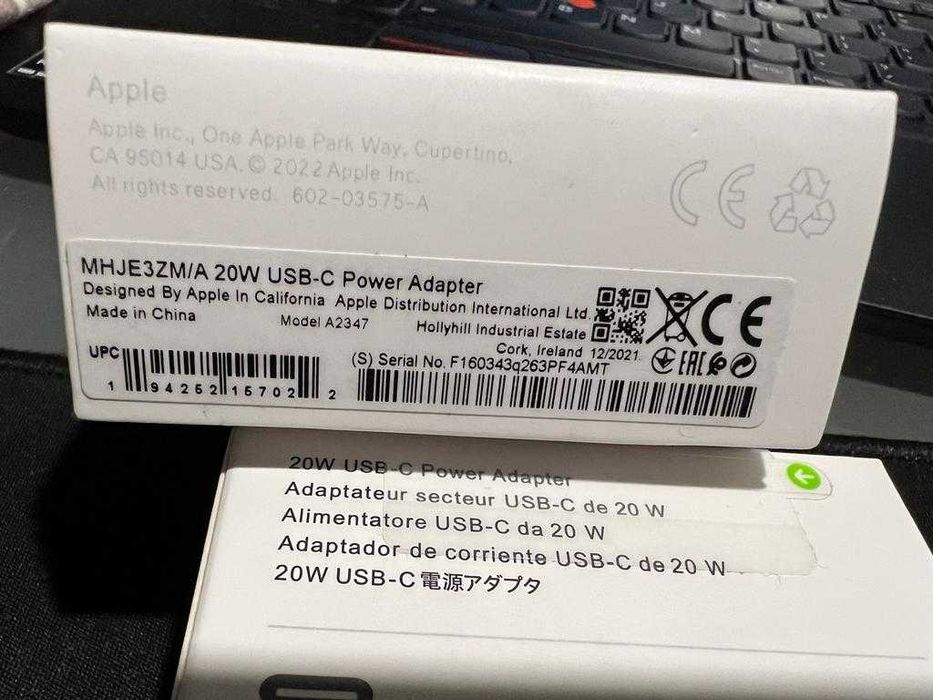 Apple
Apple Inc., One Apple Park Way, Cupertino,
CA 95014 USA. © 2022 Apple Inc.
All rights reserved. 602-03575-A
CE
MHJE3ZM/A 20W USB-C Power Adapter
Designed By Apple In California Apple Distribution International Ltd.
Made in China Model A2347 Hollyhill Industrial Estate
Cork, Ireland 12/2021
CE
EAC
UPC
(S) Serial No. F160343q263PF4AMT
1 94252 15702 2
20W USB-C Power Adapter
Adaptateur secteur USB-C de 20 W
Alimentatore USB-C da 20 W
Adaptador de corriente USB-C de 20 W
20W USB-C電源アダプタ